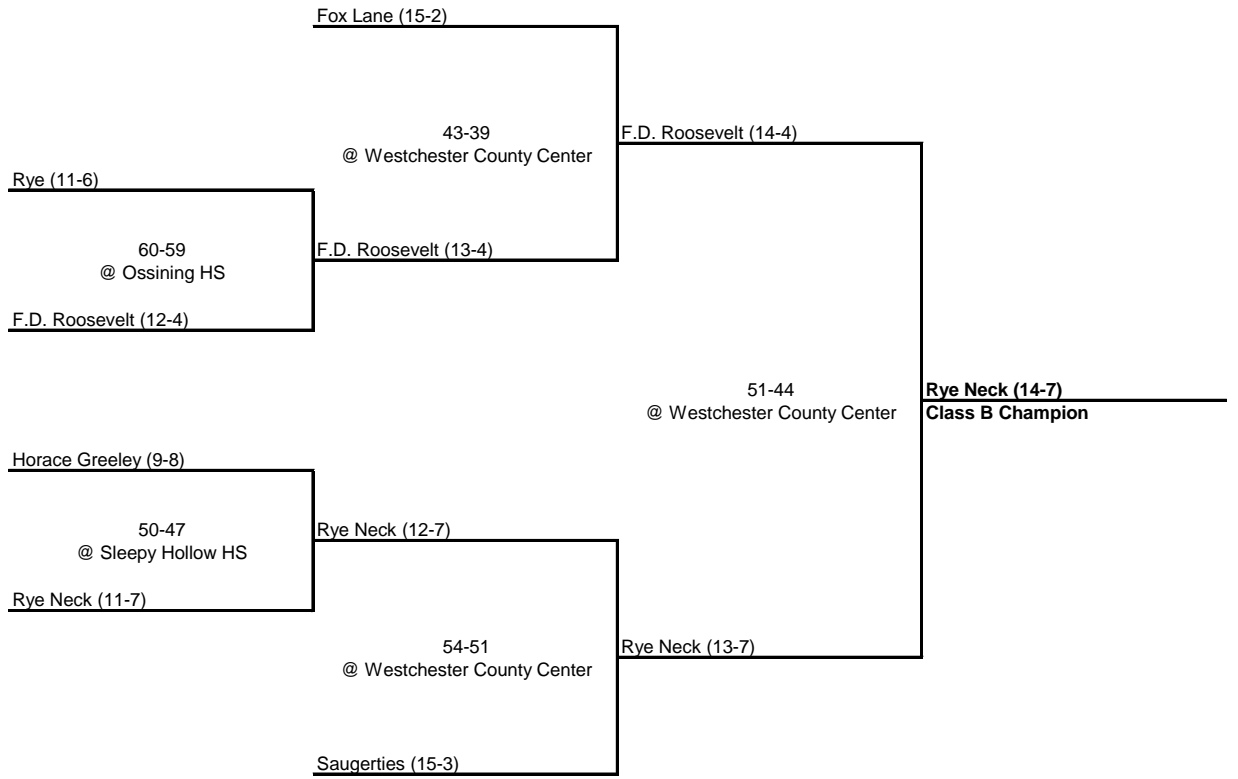 Fox Lane (15-2)
43-39
@ Westchester County Center
F.D. Roosevelt (14-4)
Rye (11-6)
60-59
@ Ossining HS
F.D. Roosevelt (13-4)
F.D. Roosevelt (12-4)
51-44
@ Westchester County Center
Rye Neck (14-7)
Class B Champion
Horace Greeley (9-8)
50-47
@ Sleepy Hollow HS
Rye Neck (12-7)
Rye Neck (11-7)
54-51
@ Westchester County Center
Rye Neck (13-7)
Saugerties (15-3)